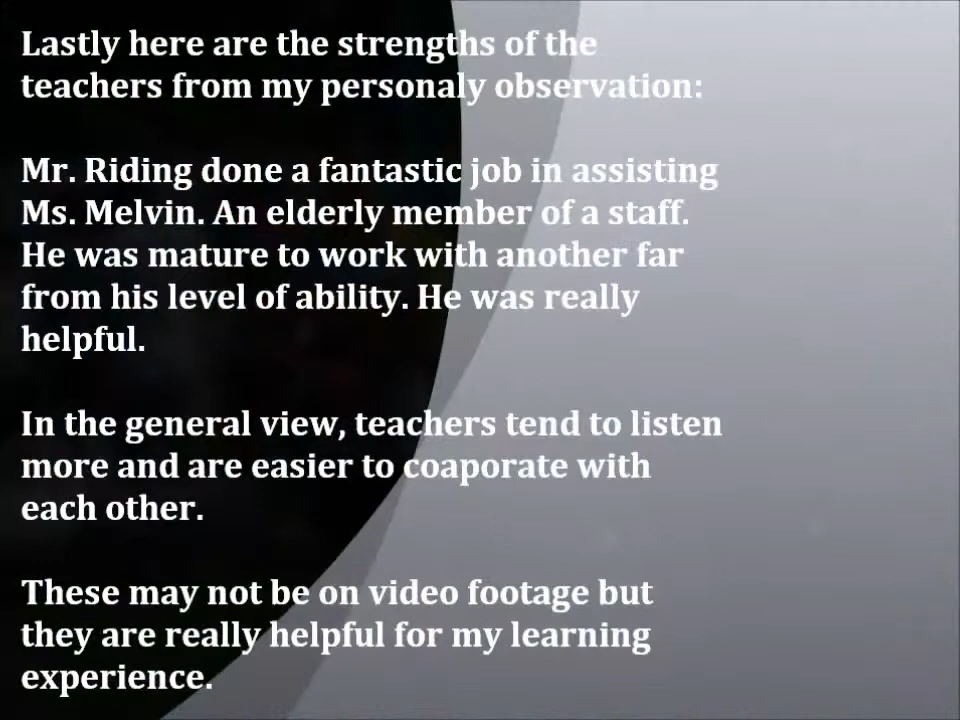 Lastly here are the strengths of the
teachers from my personaly observation:
Mr. Riding done a fantastic job in assisting
Ms. Melvin. An elderly member of a staff.
He was mature to work with another far
from his level of ability. He was really
helpful.
In the general view, teachers tend to listen
more and are easier to coaporate with
each other.
These may not be on video footage but
they are really helpful for my learning
experience.